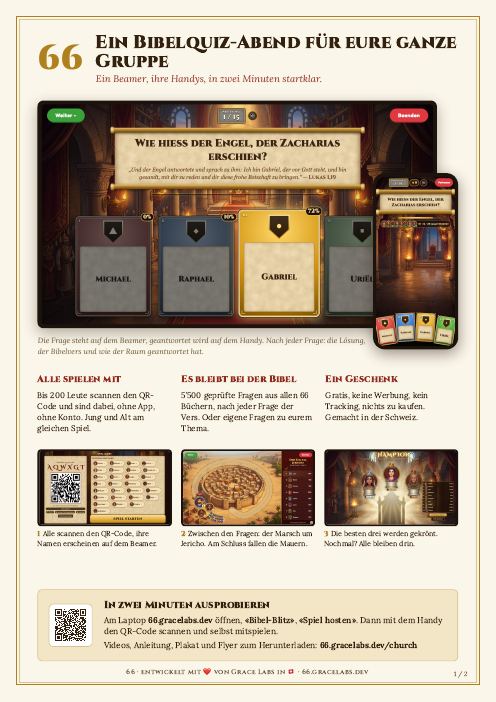 66
Ein Bibelquiz-Abend für eure ganze
Gruppe
Ein Beamer, ihre Handys, in zwei Minuten startklar.
Weiter
1 / 15
Beenden
Wie hiess der Engel, der Zacharias
erschien?
„Und der Engel antwortete und sprach zu ihm: Ich bin Gabriel, der vor Gott steht, und bin
gesandt, mit dir zu reden und dir diese frohe Botschaft zu bringen.“ — Lukas 1,19
0%
10%
72%
Michael
Raphael
Gabriel
Uriel
Wie hiess der Engel, der
Zacharias erschien?
Die Frage steht auf dem Beamer, geantwortet wird auf dem Handy. Nach jeder Frage: die Lösung,
der Bibelvers und wie der Raum geantwortet hat.
Alle spielen mit
Bis 200 Leute scannen den QR-
Code und sind dabei, ohne App,
ohne Konto. Jung und Alt am
gleichen Spiel.
Es bleibt bei der Bibel
5'500 geprüfte Fragen aus allen 66
Büchern, nach jeder Frage der
Vers. Oder eigene Fragen zu eurem
Thema.
Ein Geschenk
Gratis, keine Werbung, kein
Tracking, nichts zu kaufen.
Gemacht in der Schweiz.
AQWXGT
Spiel starten
1 Alle scannen den QR-Code, ihre
Namen erscheinen auf dem Beamer.
2 Zwischen den Fragen: der Marsch um
Jericho. Am Schluss fallen die Mauern.
3 Die besten drei werden gekrönt.
Nochmal? Alle bleiben drin.
In zwei Minuten ausprobieren
Am Laptop 66.gracelabs.dev öffnen, «Bibel-Blitz», «Spiel hosten». Dann mit dem Handy
den QR-Code scannen und selbst mitspielen.
Videos, Anleitung, Plakat und Flyer zum Herunterladen: 66.gracelabs.dev/church
66 · entwickelt mit ❤️ von Grace Labs in 🇨🇭 · 66.gracelabs.dev
1 / 2